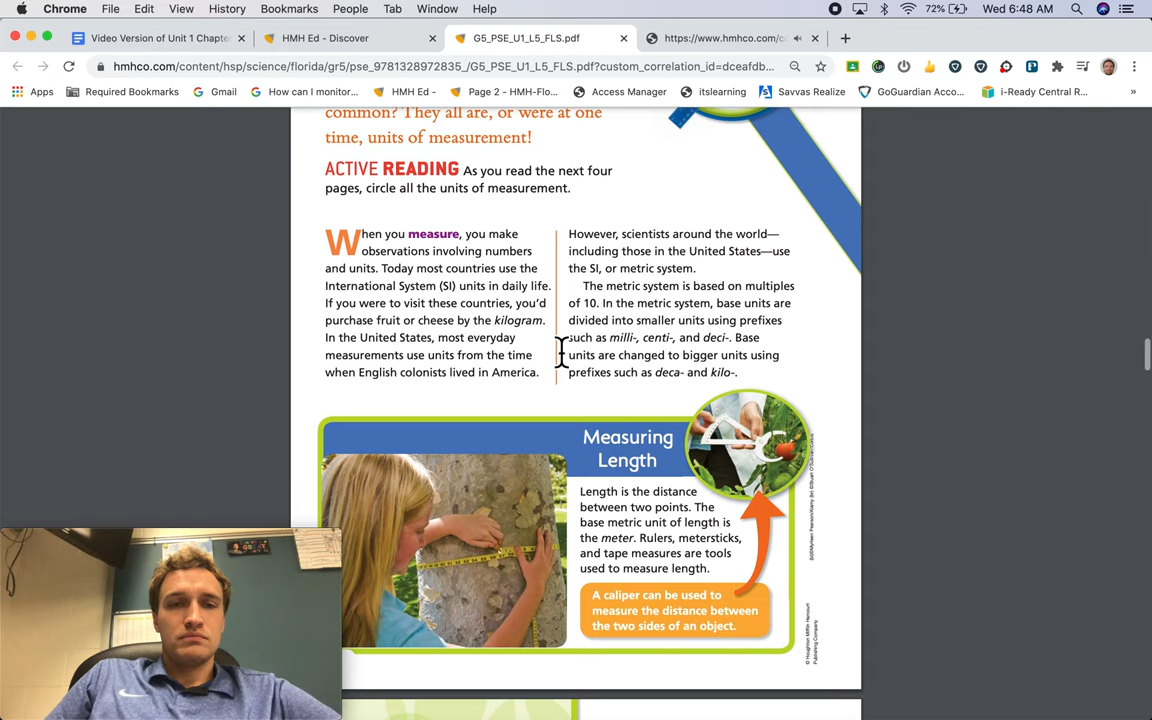 Chrome File Edit View History Bookmarks People Tab Window Help
72% Wed 6:48 AM
Video Version of Unit 1 Chapte
HMH Ed - Discover
G5_PSE_U1_L5_FLS.pdf
https://www.hmhco.com/c
hmhco.com/content/hsp/science/florida/gr5/pse_9781328972835_/G5_PSE_U1_L5_FLS.pdf?custom_correlation_id=dceafdb...
Apps Required Bookmarks Gmail How can I monitor... HMH Ed - Page 2 - HMH-Flo... Access Manager itslearning Savvas Realize GoGuardian Acco... i-Ready Central R... »
common? They all are, or were at one
time, units of measurement!
ACTIVE READING As you read the next four
pages, circle all the units of measurement.
When you measure, you make
observations involving numbers
and units. Today most countries use the
International System (SI) units in daily life.
If you were to visit these countries, you’d
purchase fruit or cheese by the kilogram.
In the United States, most everyday
measurements use units from the time
when English colonists lived in America.
However, scientists around the world—
including those in the United States—use
the SI, or metric system.
The metric system is based on multiples
of 10. In the metric system, base units are
divided into smaller units using prefixes
such as milli-, centi-, and deci-. Base
units are changed to bigger units using
prefixes such as deca- and kilo-.
Measuring
Length
Length is the distance
between two points. The
base metric unit of length is
the meter. Rulers, metersticks,
and tape measures are tools
used to measure length.
A caliper can be used to
measure the distance between
the two sides of an object.
© Houghton Mifflin Harcourt
Publishing Company